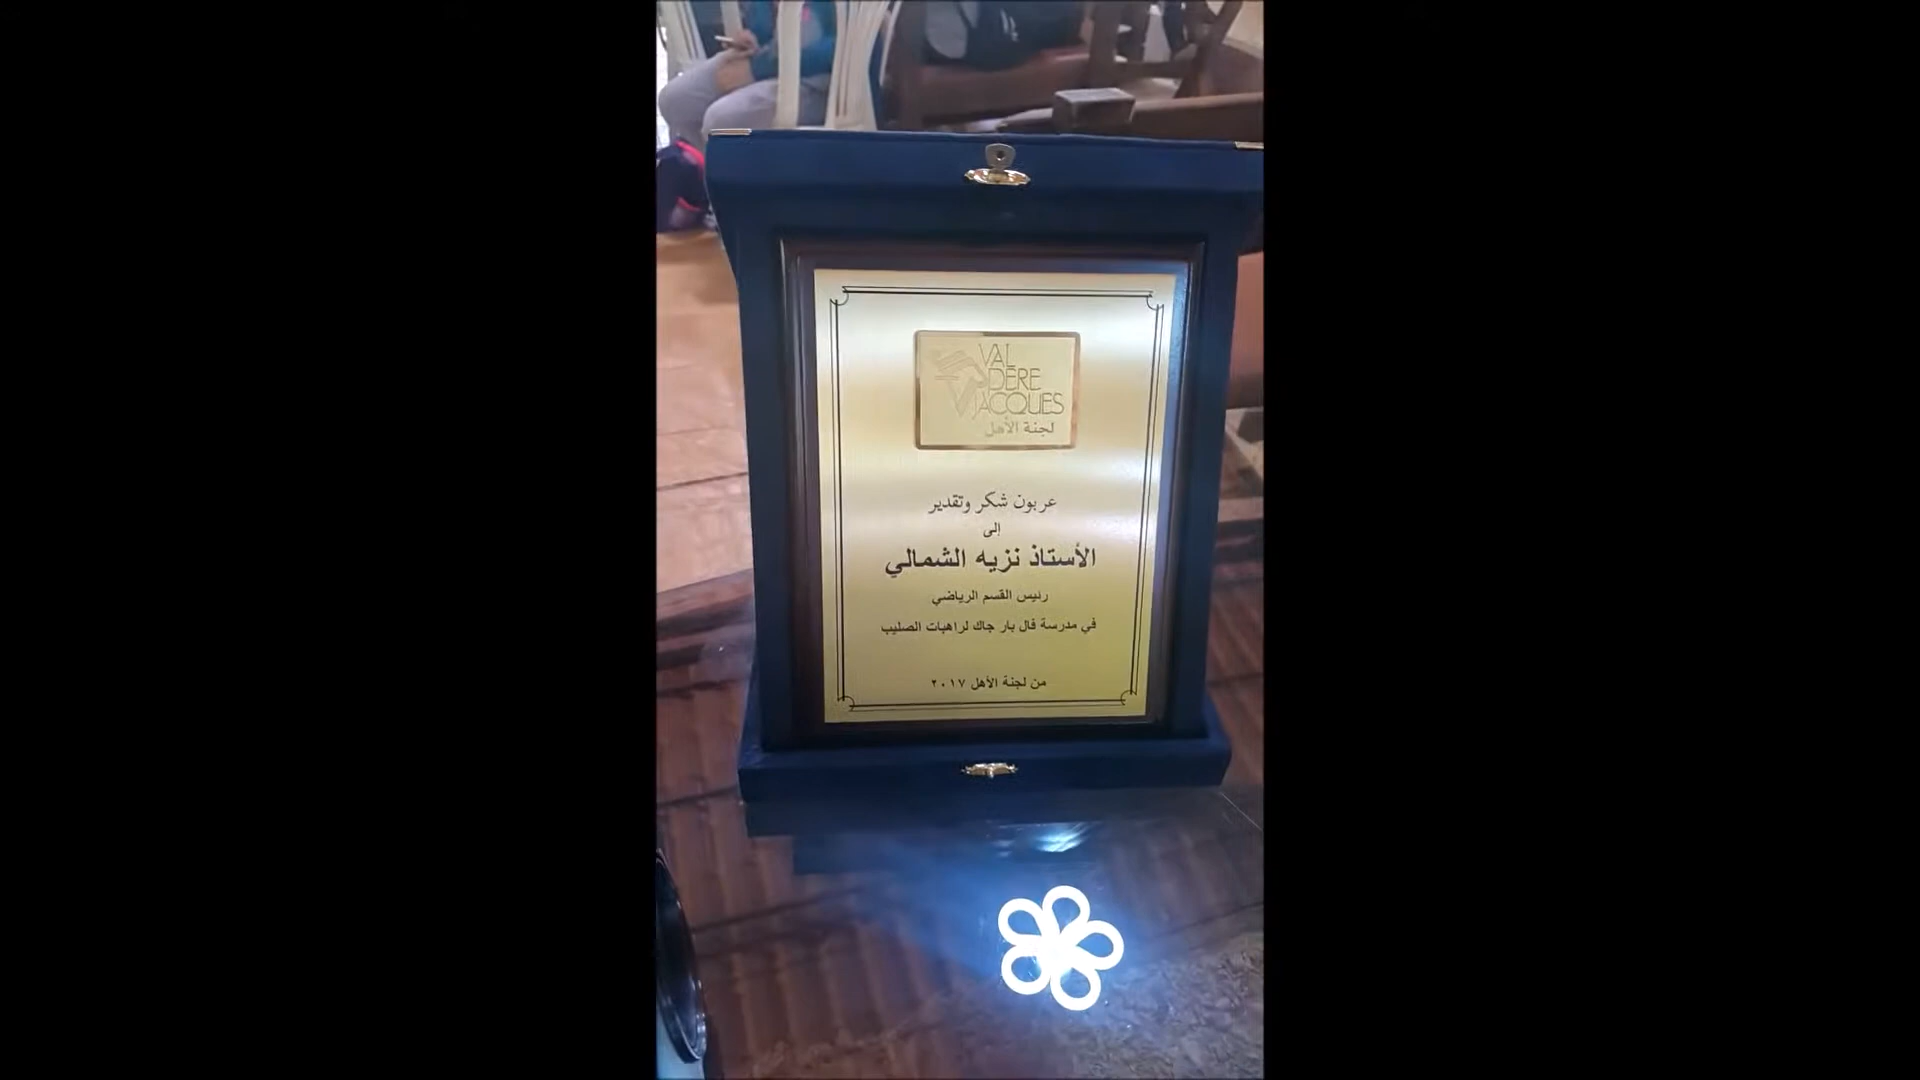 VAL
PÈRE
JACQUES
لجنة الأهل
عربون شكر وتقدير
إلى
الأستاذ نزيه الشمالي
رئيس القسم الرياضي
في مدرسة فال بار جاك لراهبات الصليب
من لجنة الأهل ٢٠١٧